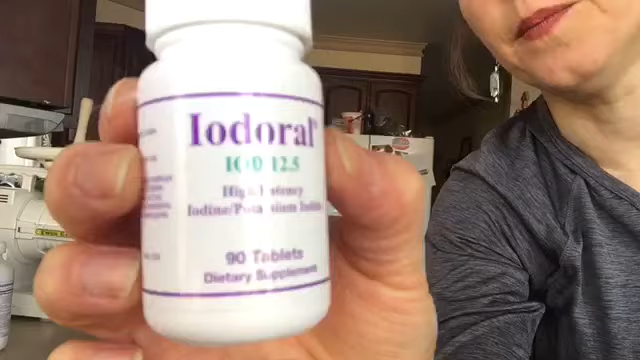 Iodoral®
IOD 12.5
High Potency
Iodine/Potassium Iodide
90 Tablets
Dietary Supplement